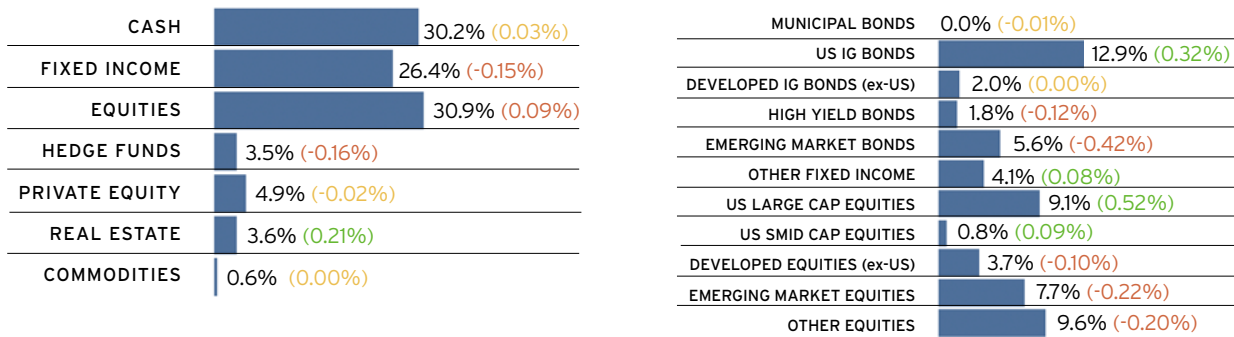 CASH 30.2% (0.03%)
FIXED INCOME 26.4% (-0.15%)
EQUITIES 30.9% (0.09%)
HEDGE FUNDS 3.5% (-0.16%)
PRIVATE EQUITY 4.9% (-0.02%)
REAL ESTATE 3.6% (0.21%)
COMMODITIES 0.6% (0.00%)
MUNICIPAL BONDS 0.0% (-0.01%)
US IG BONDS 12.9% (0.32%)
DEVELOPED IG BONDS (ex-US) 2.0% (0.00%)
HIGH YIELD BONDS 1.8% (-0.12%)
EMERGING MARKET BONDS 5.6% (-0.42%)
OTHER FIXED INCOME 4.1% (0.08%)
US LARGE CAP EQUITIES 9.1% (0.52%)
US SMID CAP EQUITIES 0.8% (0.09%)
DEVELOPED EQUITIES (ex-US) 3.7% (-0.10%)
EMERGING MARKET EQUITIES 7.7% (-0.22%)
OTHER EQUITIES 9.6% (-0.20%)